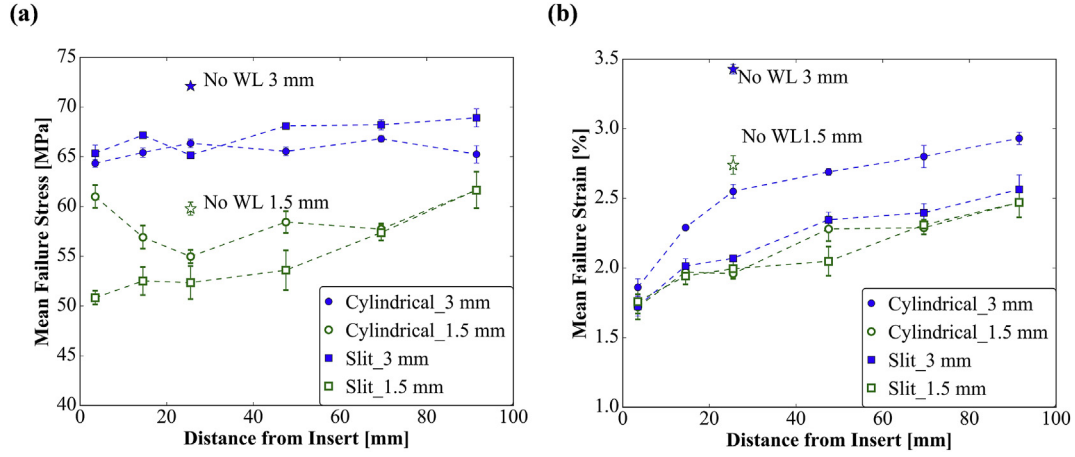 (a)
75
70
65
60
55
50
45
40
Mean Failure Stress [MPa]
No WL 3 mm
No WL 1.5 mm
Cylindrical_3 mm
Cylindrical_1.5 mm
Slit_3 mm
Slit_1.5 mm
0 20 40 60 80 100
Distance from Insert [mm]
(b)
3.5
3.0
2.5
2.0
1.5
1.0
Mean Failure Strain [%]
No WL 3 mm
No WL1.5 mm
Cylindrical_3 mm
Cylindrical_1.5 mm
Slit_3 mm
Slit_1.5 mm
0 20 40 60 80 100
Distance from Insert [mm]